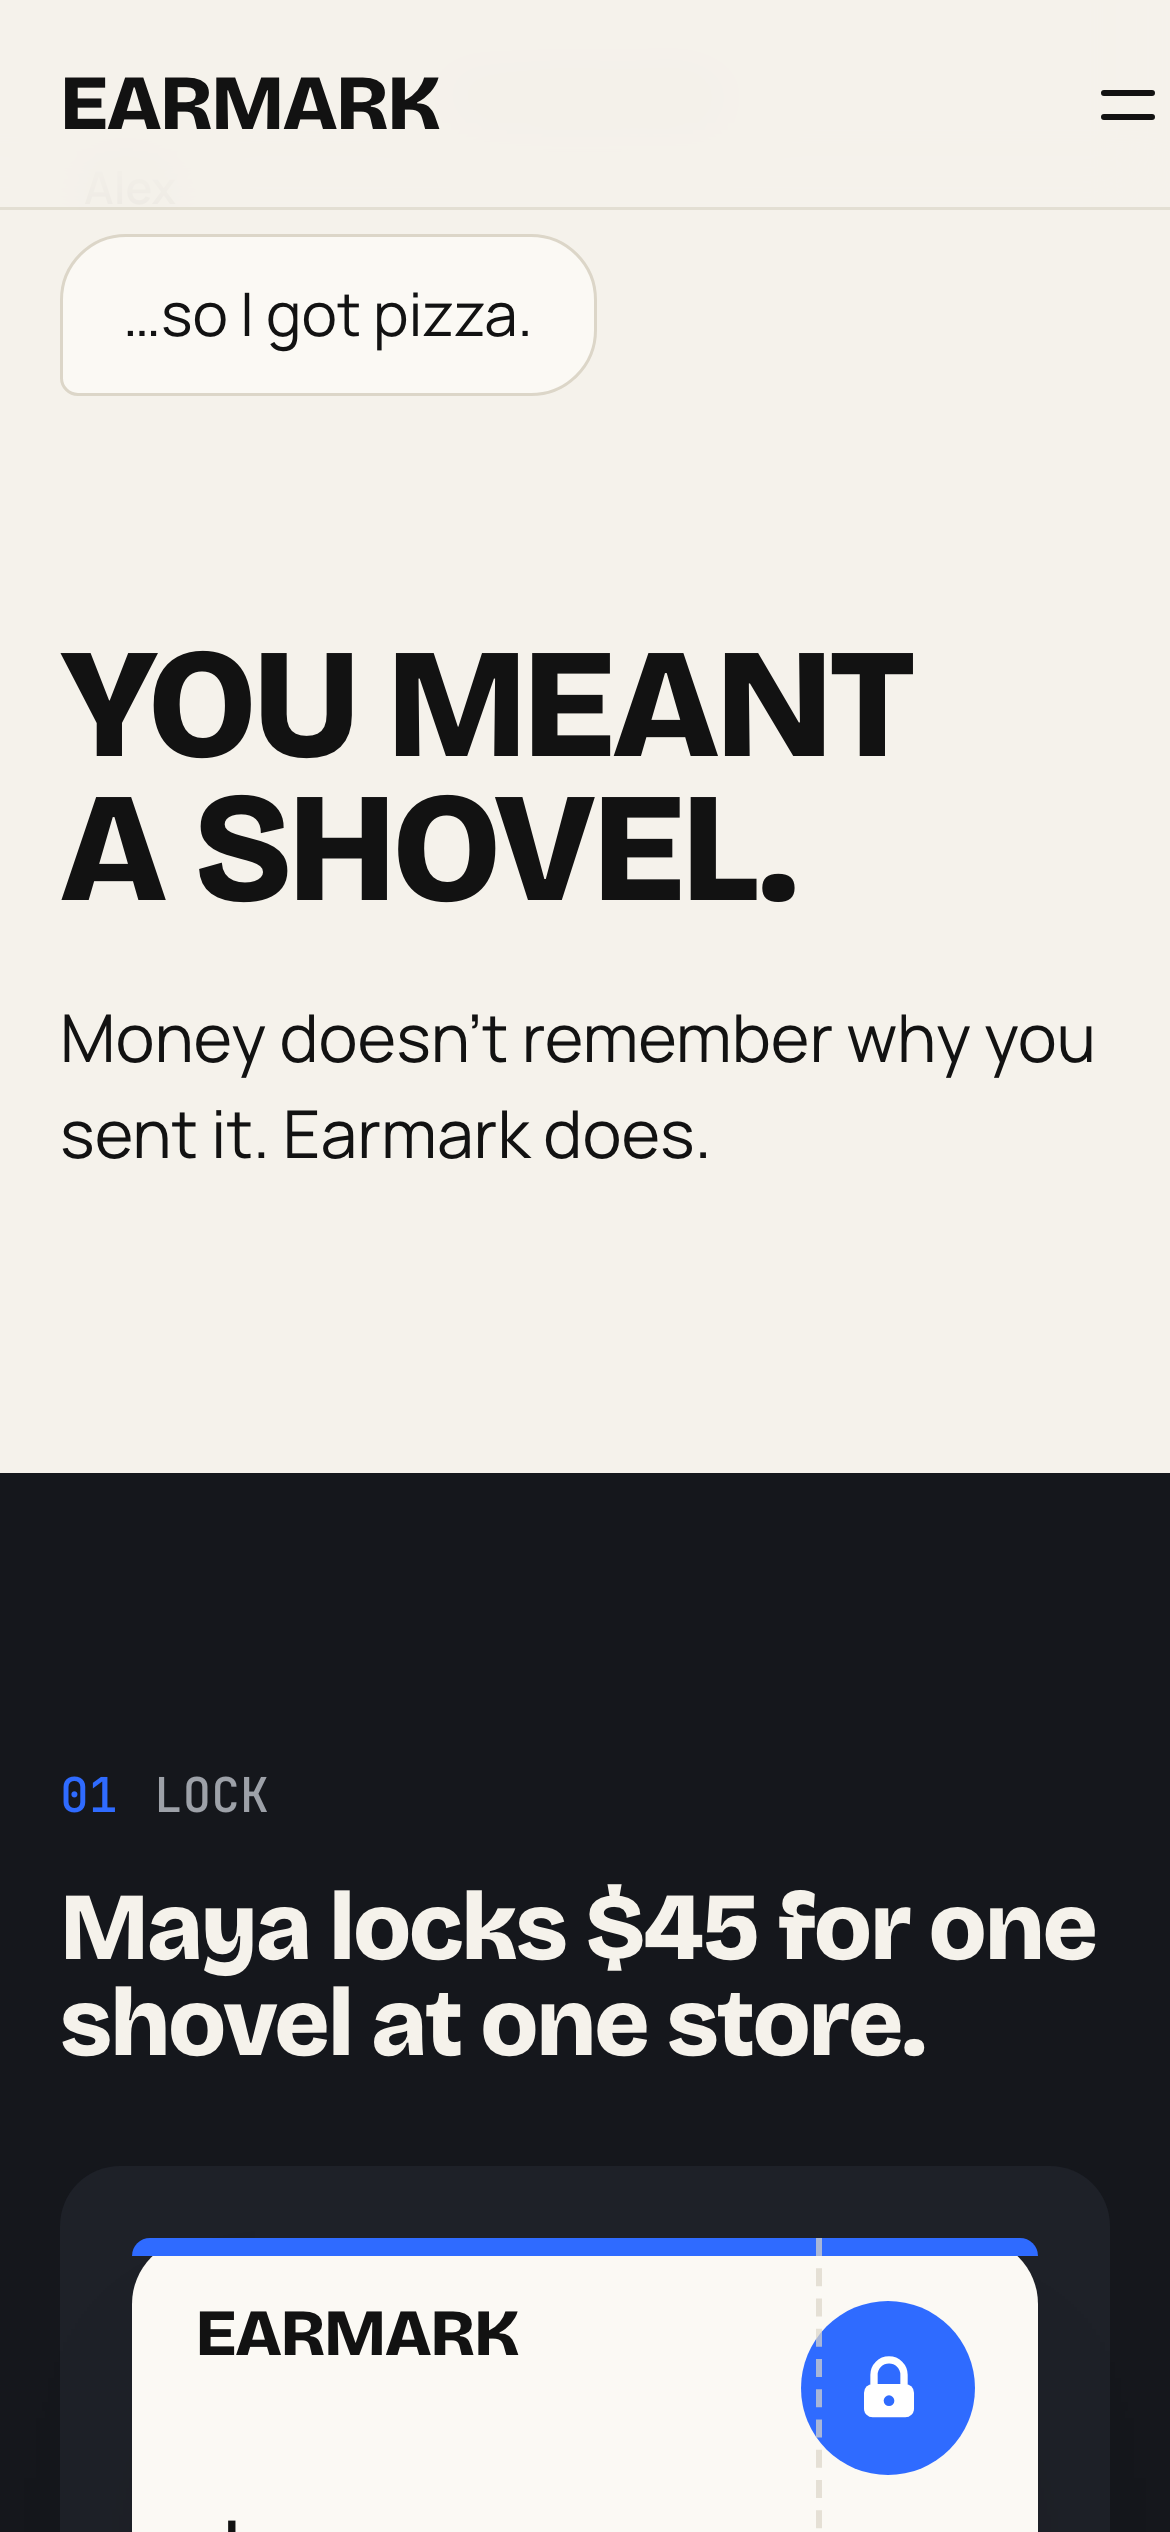 EARMARK
Alex
...so I got pizza.
YOU MEANT
A SHOVEL.
Money doesn’t remember why you
sent it. Earmark does.
01 LOCK
Maya locks $45 for one
shovel at one store.
EARMARK